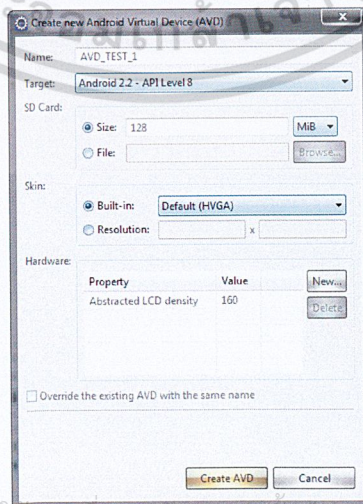 Create new Android Virtual Device (AVD)
Name: AVD_TEST_1
Target: Android 2.2 - API Level 8
SD Card:
Size: 128 MiB
File: Browse...
Skin:
Built-in: Default (HVGA)
Resolution: x
Hardware:
Property Value New...
Abstracted LCD density 160 Delete
Override the existing AVD with the same name
Create AVD Cancel